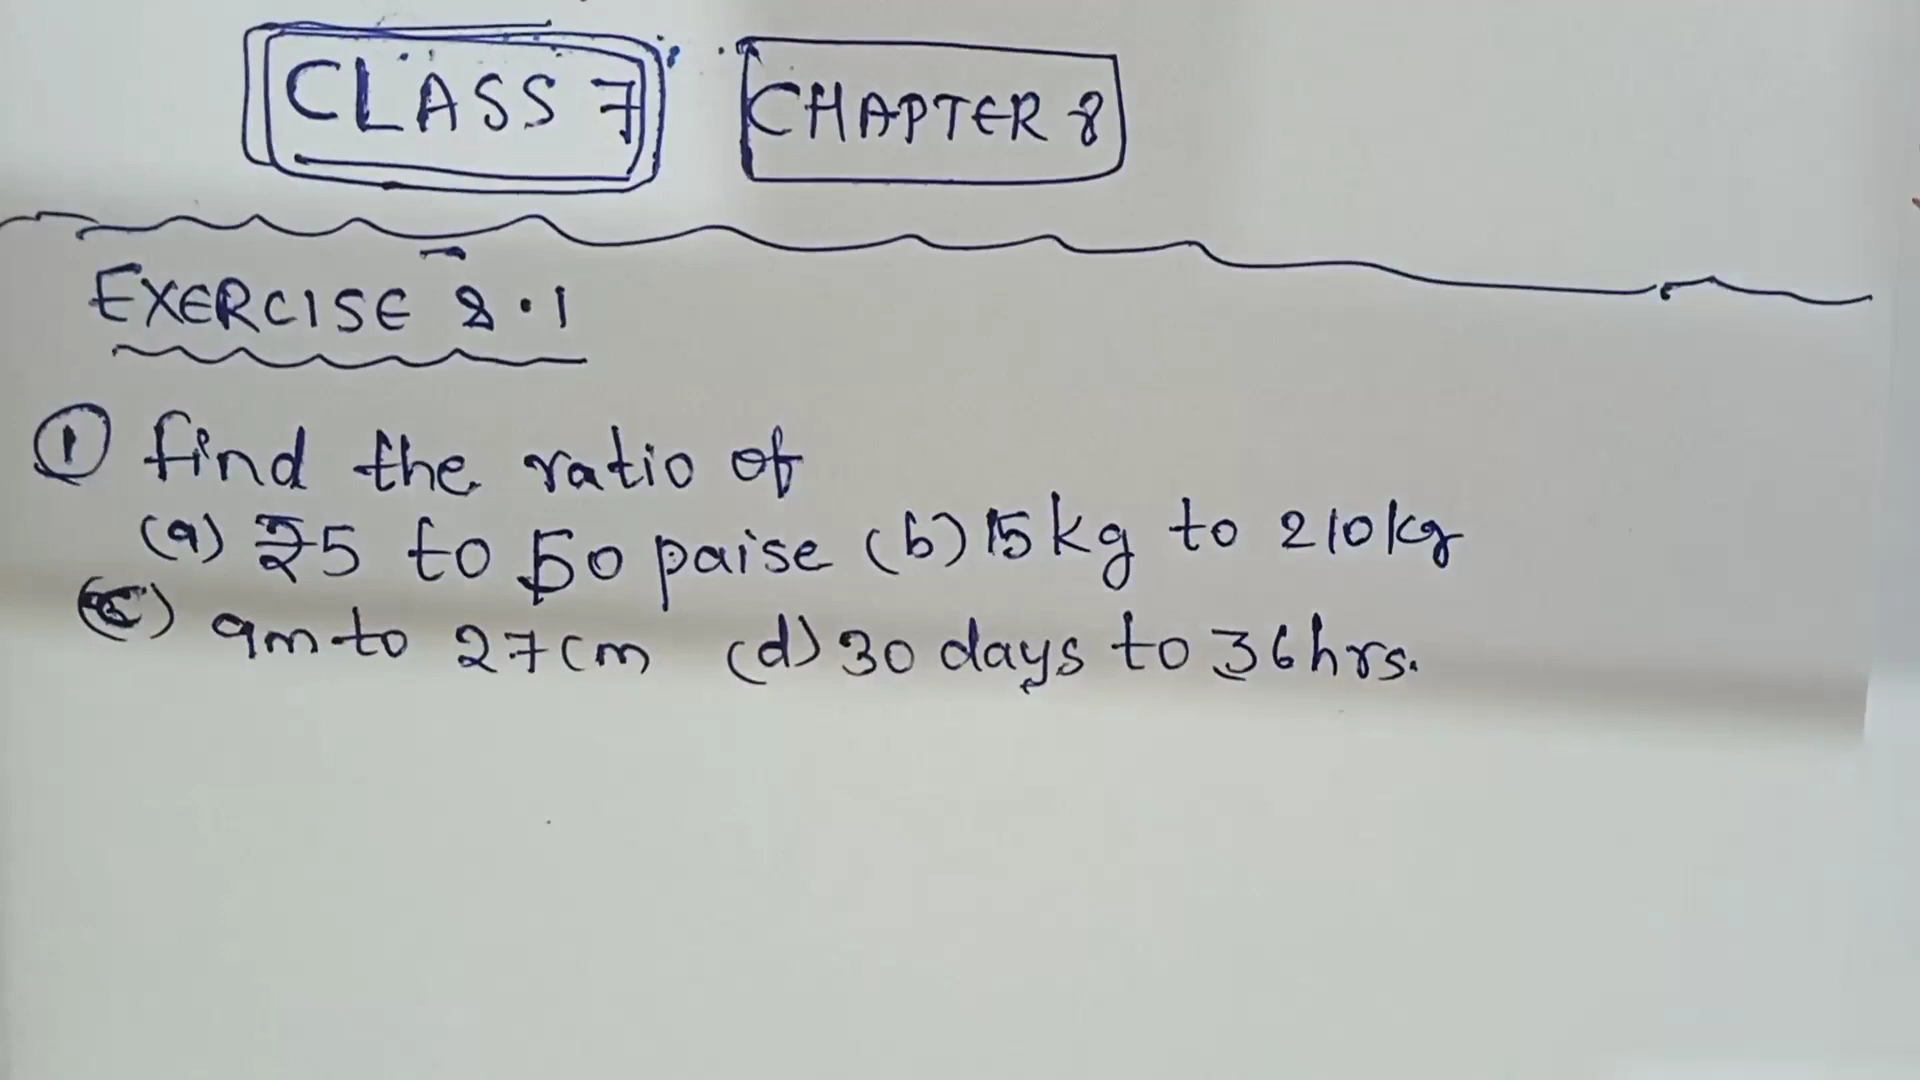 CLASS 7 CHAPTER 8
EXERCISE 8.1
① find the ratio of
(a) ₹5 to 50 paise (b) 15kg to 210kg
(c) 9m to 27cm (d) 30 days to 36hrs.